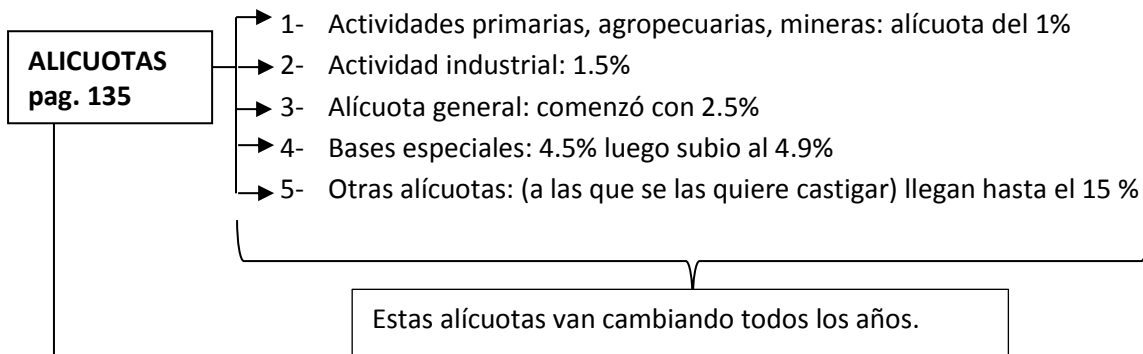 ALICUOTAS
pag. 135
1- Actividades primarias, agropecuarias, mineras: alícuota del 1%
2- Actividad industrial: 1.5%
3- Alícuota general: comenzó con 2.5%
4- Bases especiales: 4.5% luego subio al 4.9%
5- Otras alícuotas: (a las que se las quiere castigar) llegan hasta el 15 %
Estas alícuotas van cambiando todos los años.